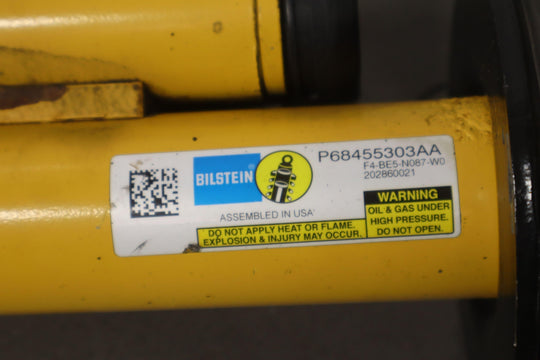 BILSTEIN
P68455303AA
F4-BE5-N087-W0
202860021
ASSEMBLED IN USA
DO NOT APPLY HEAT OR FLAME.
EXPLOSION & INJURY MAY OCCUR.
WARNING
OIL & GAS UNDER
HIGH PRESSURE.
DO NOT OPEN.